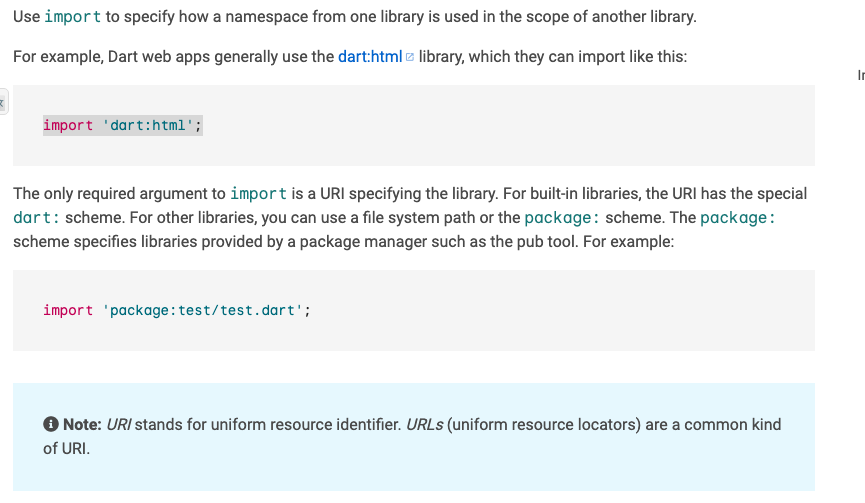 Use import to specify how a namespace from one library is used in the scope of another library.
For example, Dart web apps generally use the dart:html library, which they can import like this:
import 'dart:html';
The only required argument to import is a URI specifying the library. For built-in libraries, the URI has the special
dart: scheme. For other libraries, you can use a file system path or the package: scheme. The package:
scheme specifies libraries provided by a package manager such as the pub tool. For example:
import 'package:test/test.dart';
Note: URI stands for uniform resource identifier. URLs (uniform resource locators) are a common kind
of URI.